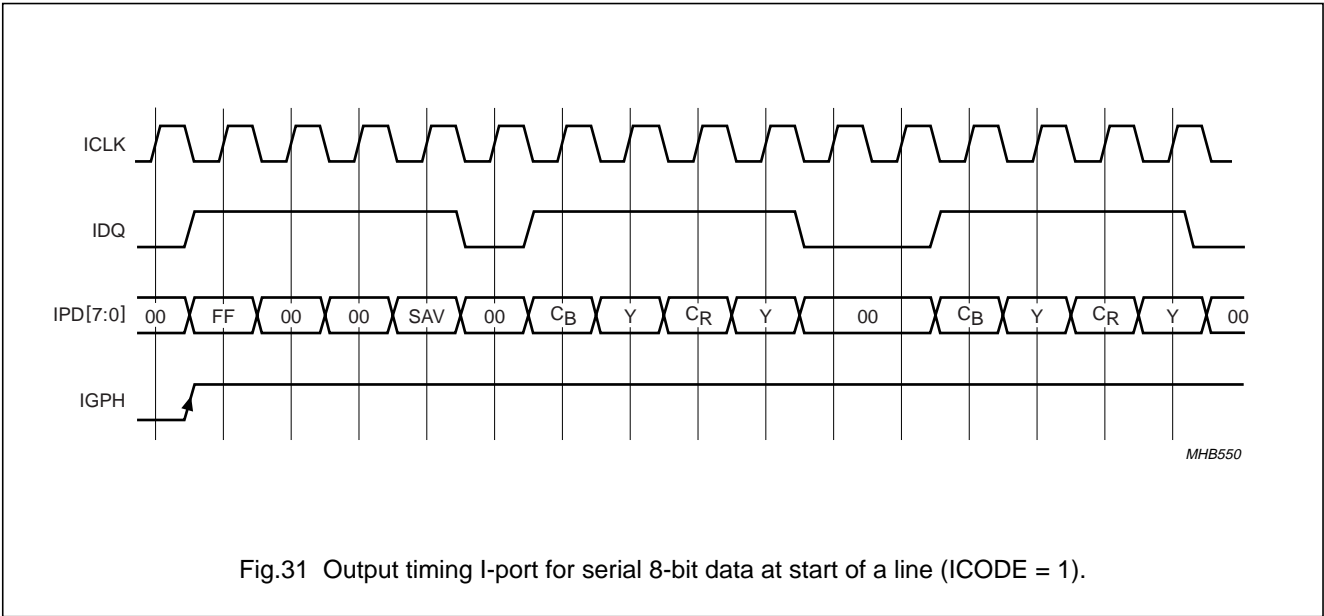 ICLK
IDQ
IPD[7:0] 00 FF 00 00 SAV 00 CB Y CR Y 00 CB Y CR Y 00
IGPH
MHB550
Fig.31 Output timing I-port for serial 8-bit data at start of a line (ICODE = 1).